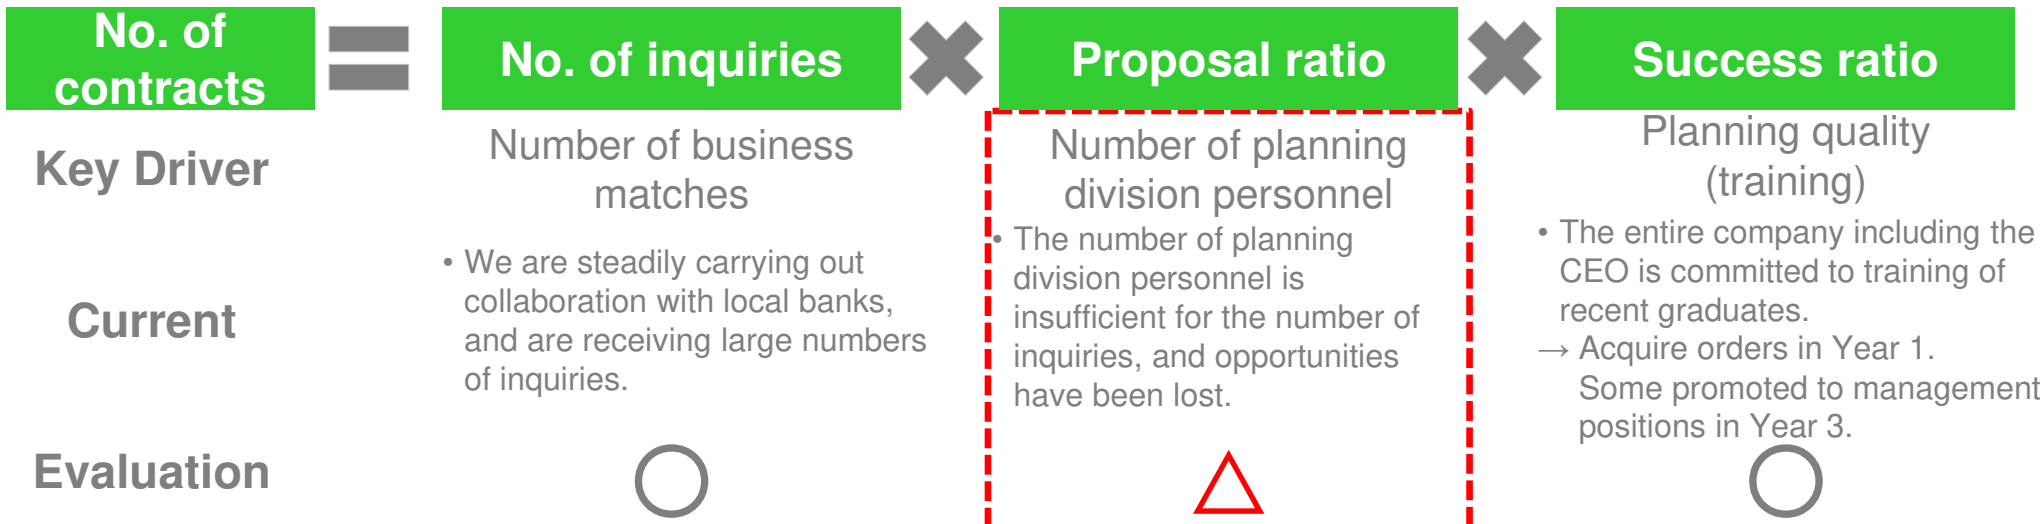 No. of
contracts
No. of inquiries
Proposal ratio
Success ratio
Key Driver
Number of business
matches
Number of planning
division personnel
Planning quality
(training)
Current
• We are steadily carrying out
collaboration with local banks,
and are receiving large numbers
of inquiries.
• The number of planning
division personnel is
insufficient for the number of
inquiries, and opportunities
have been lost.
• The entire company including the
CEO is committed to training of
recent graduates.
→ Acquire orders in Year 1.
Some promoted to management
positions in Year 3.
Evaluation